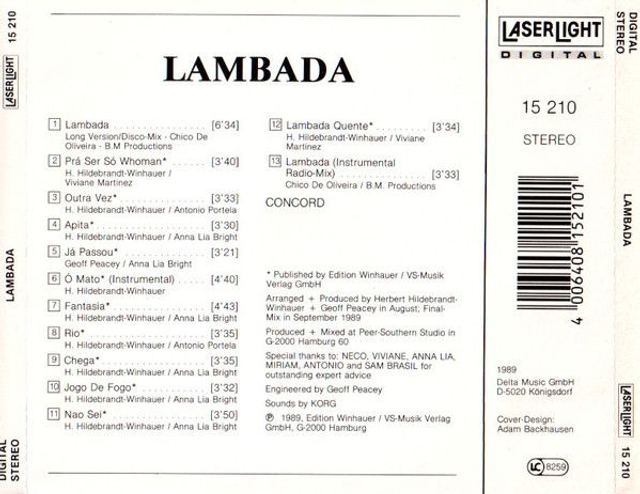 LASERLIGHT 15 210
LAMBADA
DIGITAL
STEREO
LAMBADA
1 Lambada . . . . . . . . . . . . . [6'34]
Long Version/Disco-Mix - Chico De
Oliveira - B.M Productions
2 Prá Ser Só Whoman* . . . . . [3'40]
H. Hildebrandt-Winhauer /
Viviane Martinez
3 Outra Vez* . . . . . . . . . . . . . [3'33]
H. Hildebrandt-Winhauer / Antonio Portela
4 Apita* . . . . . . . . . . . . . . . . [3'30]
H. Hildebrandt-Winhauer / Anna Lia Bright
5 Já Passou* . . . . . . . . . . . . [3'21]
Geoff Peacey / Anna Lia Bright
6 Ó Mato* (Instrumental) . . . . . [4'40]
H. Hildebrandt-Winhauer
7 Fantasia* . . . . . . . . . . . . . [4'43]
H. Hildebrandt-Winhauer / Anna Lia Bright
8 Rio* . . . . . . . . . . . . . . . . . [3'35]
H. Hildebrandt-Winhauer / Antonio Portela
9 Chega* . . . . . . . . . . . . . . . [3'35]
H. Hildebrandt-Winhauer / Anna Lia Bright
10 Jogo De Fogo* . . . . . . . . . [3'32]
H. Hildebrandt-Winhauer / Anna Lia Bright
11 Nao Sei* . . . . . . . . . . . . . . [3'50]
H. Hildebrandt-Winhauer / Anna Lia Bright
12 Lambada Quente* . . . . . . . . [3'34]
H. Hildebrandt-Winhauer / Viviane
Martinez
13 Lambada (Instrumental
Radio-Mix) . . . . . . . . . . . . . [3'33]
Chico De Oliveira / B.M. Productions
CONCORD
* Published by Edition Winhauer / VS-Musik
Verlag GmbH
Arranged + Produced by Herbert Hildebrandt-
Winhauer + Geoff Peacey in August; Final-
Mix in September 1989
Produced + Mixed at Peer-Southern Studio in
G-2000 Hamburg 60
Special thanks to: NECO, VIVIANE, ANNA LIA,
MIRIAM, ANTONIO and SAM BRASIL for
outstanding expert advice
Engineered by Geoff Peacey
Sounds by KORG
℗ 1989, Edition Winhauer / VS-Musik Verlag
GmbH, G-2000 Hamburg
LASERLIGHT
DIGITAL
15 210
STEREO
4 006408 152101
1989
Delta Music GmbH
D-5020 Königsdorf
Cover-Design:
Adam Backhausen
LC 8259
DIGITAL
STEREO
LAMBADA
LASERLIGHT 15 210